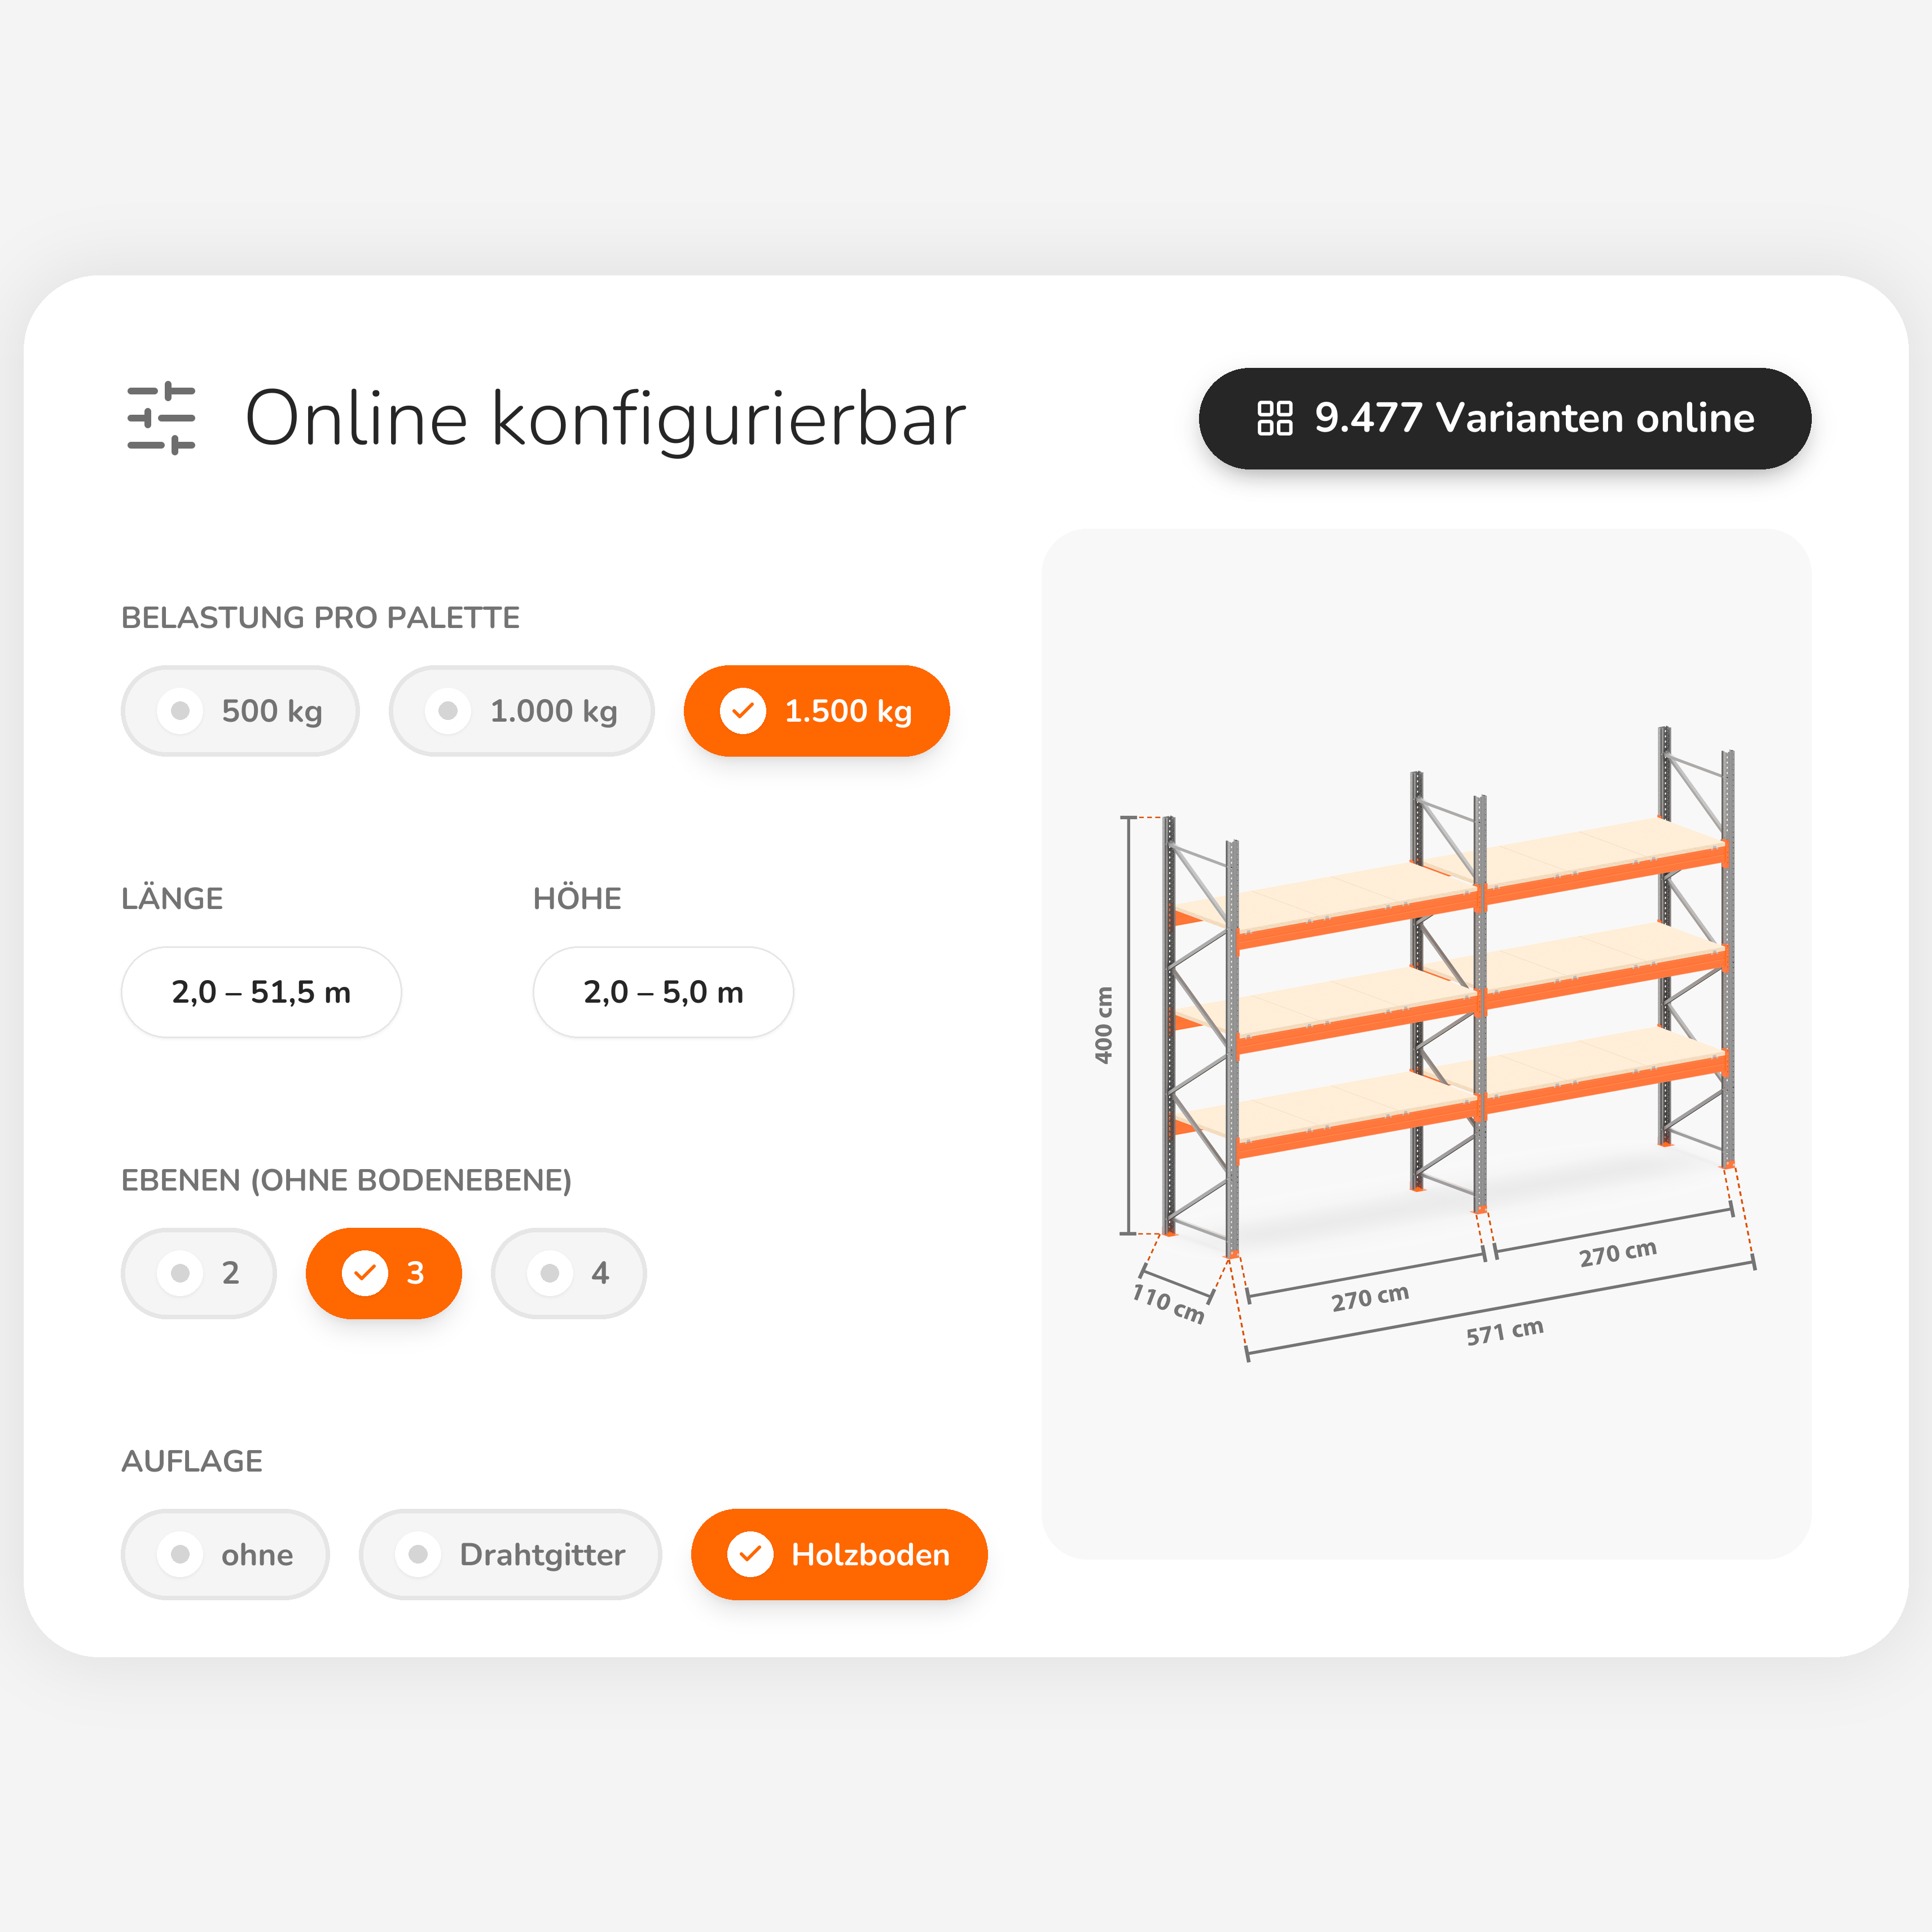 Online konfigurierbar
9.477 Varianten online
BELASTUNG PRO PALETTE
500 kg
1.000 kg
1.500 kg
LÄNGE
HÖHE
2,0 – 51,5 m
2,0 – 5,0 m
EBENEN (OHNE BODENEBENE)
2
3
4
AUFLAGE
ohne
Drahtgitter
Holzboden
400 cm
110 cm
270 cm
270 cm
571 cm